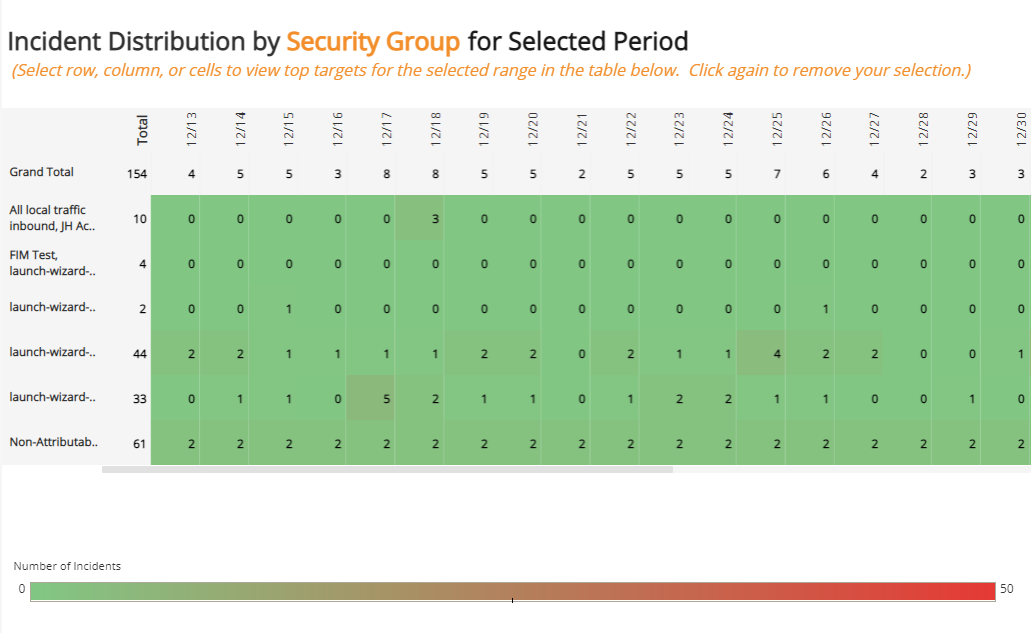 Incident Distribution by Security Group for Selected Period
(Select row, column, or cells to view top targets for the selected range in the table below. Click again to remove your selection.)
Total 12/13 12/14 12/15 12/16 12/17 12/18 12/19 12/20 12/21 12/22 12/23 12/24 12/25 12/26 12/27 12/28 12/29 12/30
Grand Total 154 4 5 5 3 8 8 5 5 2 5 5 5 7 6 4 2 3 3
All local traffic
inbound, JH Ac.. 10 0 0 0 0 0 3 0 0 0 0 0 0 0 0 0 0 0 0
FIM Test,
launch-wizard-.. 4 0 0 0 0 0 0 0 0 0 0 0 0 0 0 0 0 0 0
launch-wizard-.. 2 0 0 1 0 0 0 0 0 0 0 0 0 0 1 0 0 0 0
launch-wizard-.. 44 2 2 1 1 1 1 2 2 0 2 1 1 4 2 2 0 0 1
launch-wizard-.. 33 0 1 1 0 5 2 1 1 0 1 2 2 1 1 0 0 1 0
Non-Attributab.. 61 2 2 2 2 2 2 2 2 2 2 2 2 2 2 2 2 2 2
Number of Incidents
0 50